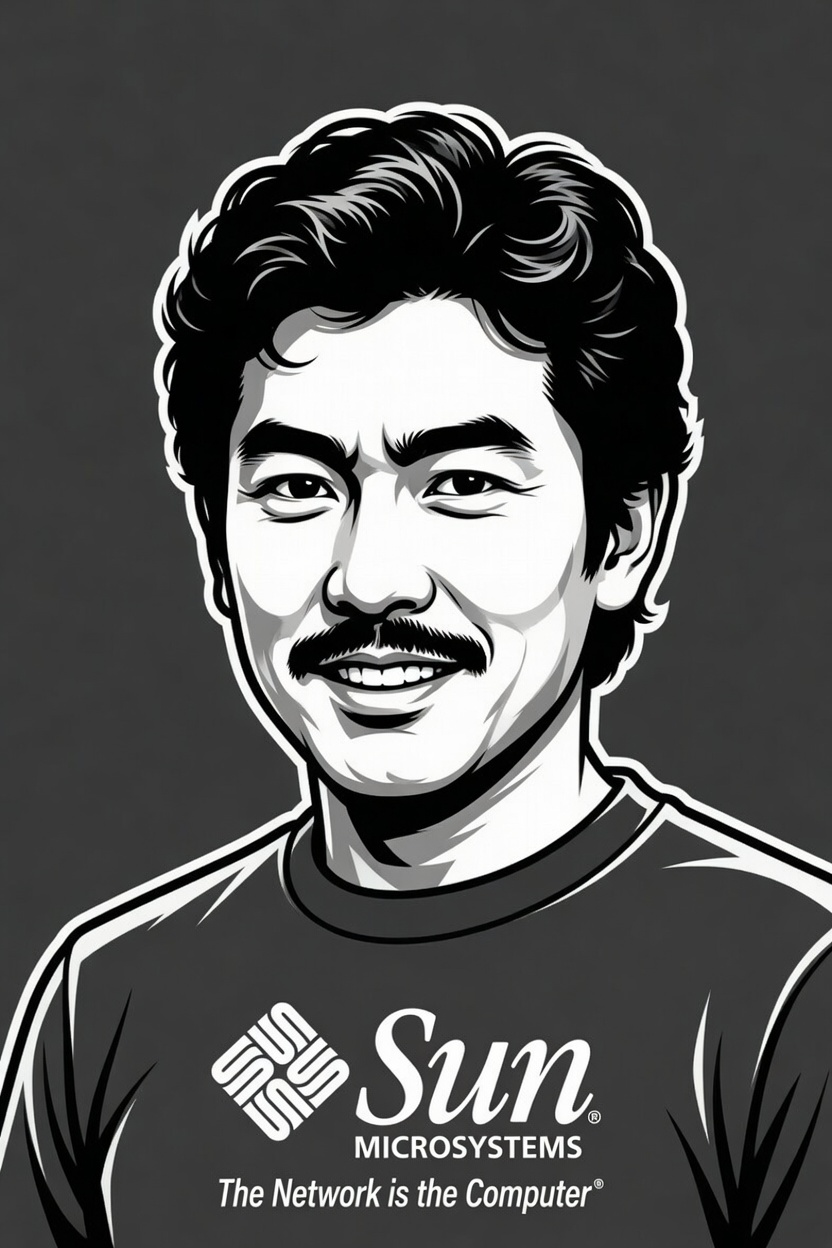 Sun®
MICROSYSTEMS
The Network is the Computer®